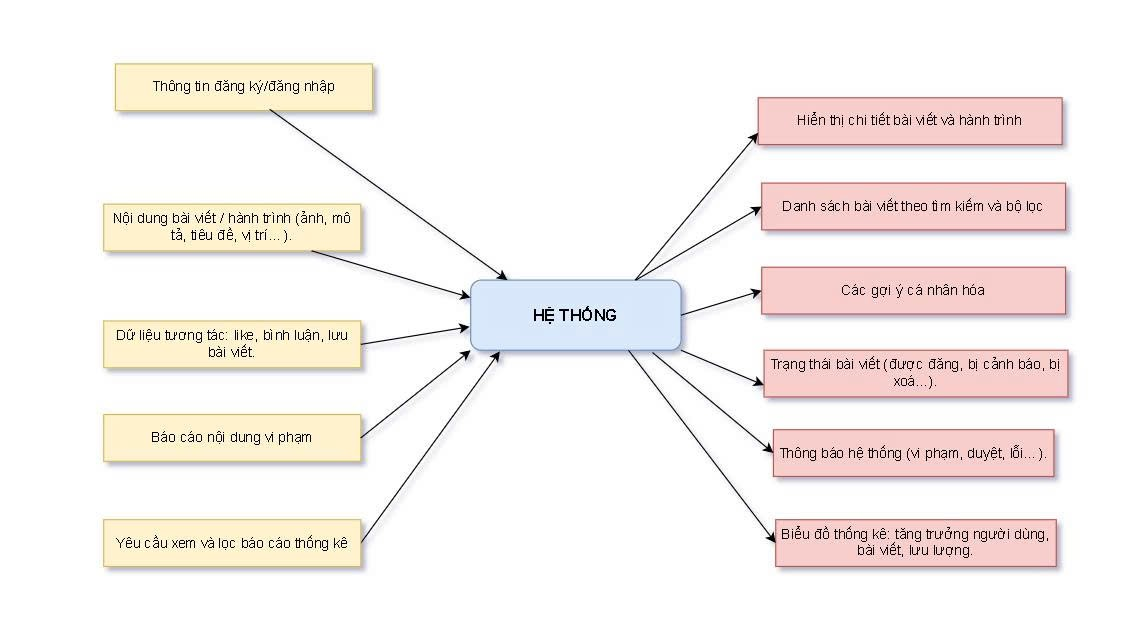 Thông tin đăng ký/đăng nhập
Nội dung bài viết / hành trình (ảnh, mô
tả, tiêu đề, vị trí…).
Dữ liệu tương tác: like, bình luận, lưu
bài viết.
Báo cáo nội dung vi phạm
Yêu cầu xem và lọc báo cáo thống kê
HỆ THỐNG
Hiển thị chi tiết bài viết và hành trình
Danh sách bài viết theo tìm kiếm và bộ lọc
Các gợi ý cá nhân hóa
Trạng thái bài viết (được đăng, bị cảnh báo, bị
xoá…).
Thông báo hệ thống (vi phạm, duyệt, lỗi…).
Biểu đồ thống kê: tăng trưởng người dùng,
bài viết, lưu lượng.